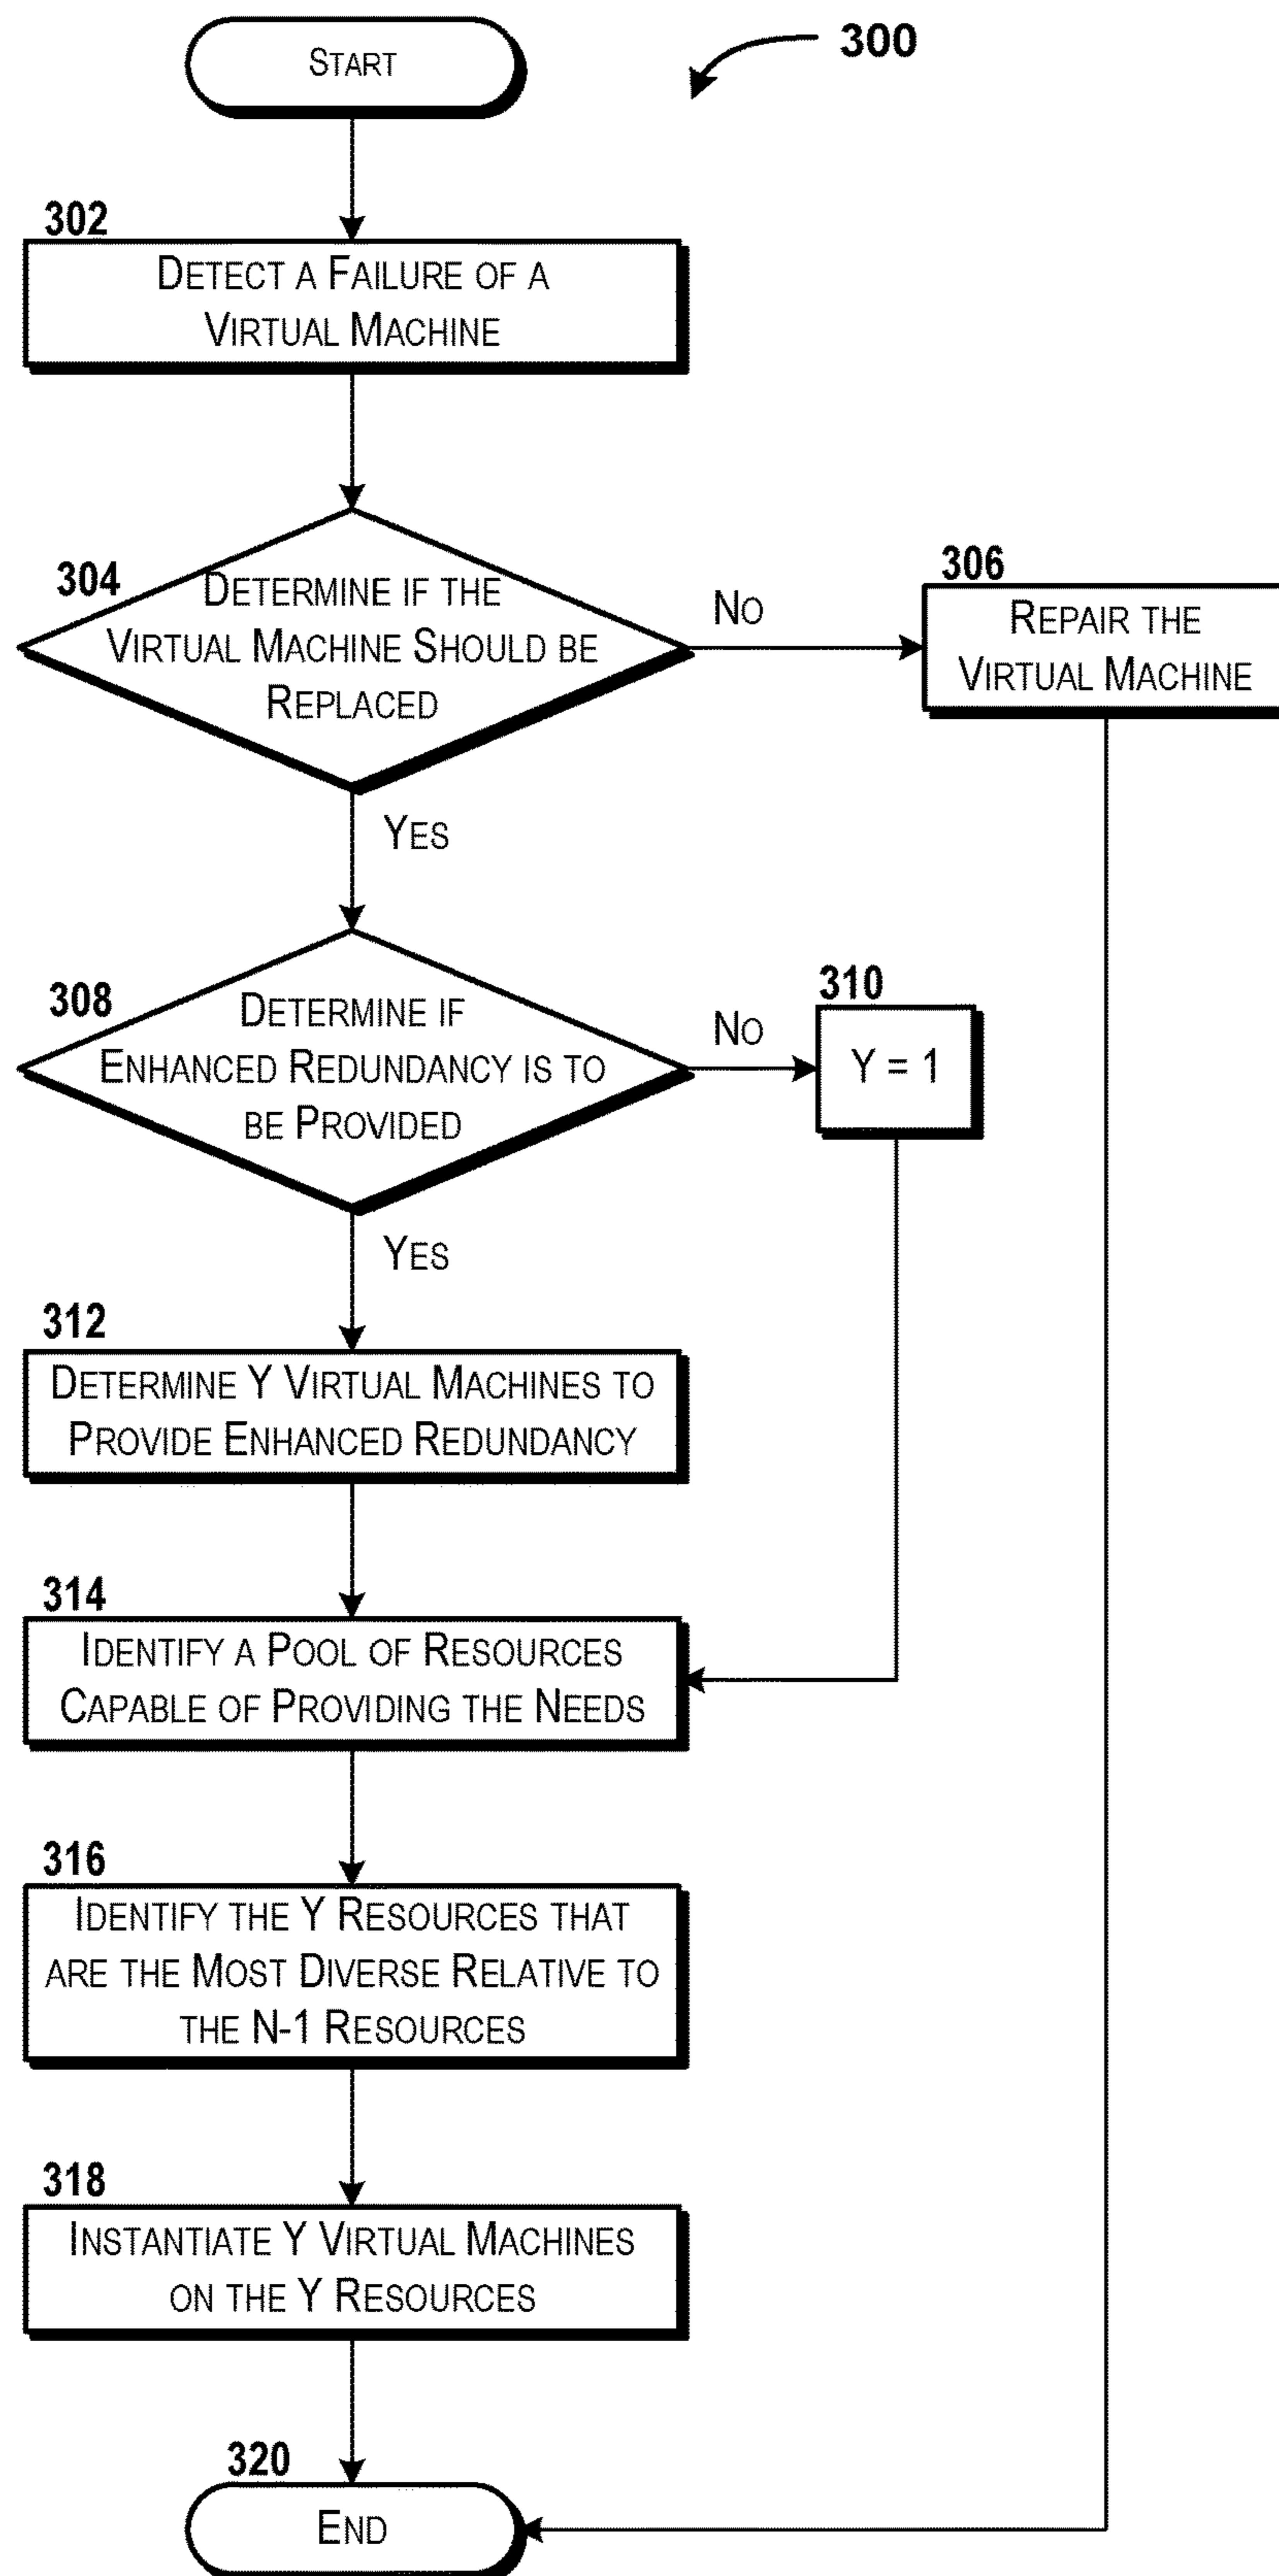 START
300
302
DETECT A FAILURE OF A
VIRTUAL MACHINE
304
DETERMINE IF THE
VIRTUAL MACHINE SHOULD BE
REPLACED
NO
306
REPAIR THE
VIRTUAL MACHINE
YES
308
DETERMINE IF
ENHANCED REDUNDANCY IS TO
BE PROVIDED
NO
310
Y = 1
YES
312
DETERMINE Y VIRTUAL MACHINES TO
PROVIDE ENHANCED REDUNDANCY
314
IDENTIFY A POOL OF RESOURCES
CAPABLE OF PROVIDING THE NEEDS
316
IDENTIFY THE Y RESOURCES THAT
ARE THE MOST DIVERSE RELATIVE TO
THE N-1 RESOURCES
318
INSTANTIATE Y VIRTUAL MACHINES
ON THE Y RESOURCES
320
END